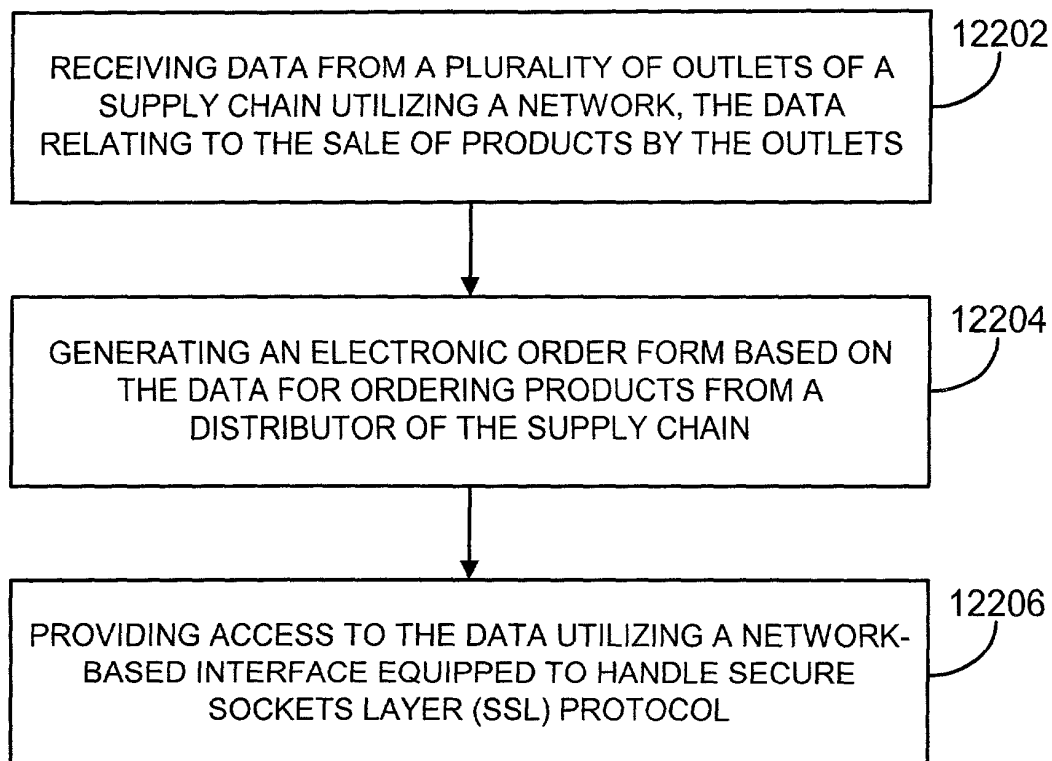 12202
RECEIVING DATA FROM A PLURALITY OF OUTLETS OF A
SUPPLY CHAIN UTILIZING A NETWORK, THE DATA
RELATING TO THE SALE OF PRODUCTS BY THE OUTLETS
12204
GENERATING AN ELECTRONIC ORDER FORM BASED ON
THE DATA FOR ORDERING PRODUCTS FROM A
DISTRIBUTOR OF THE SUPPLY CHAIN
12206
PROVIDING ACCESS TO THE DATA UTILIZING A NETWORK-
BASED INTERFACE EQUIPPED TO HANDLE SECURE
SOCKETS LAYER (SSL) PROTOCOL